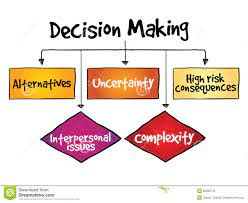 Decision Making
Alternatives
Uncertainty
High risk
Consequences
Interpersonal
issues
Complexity